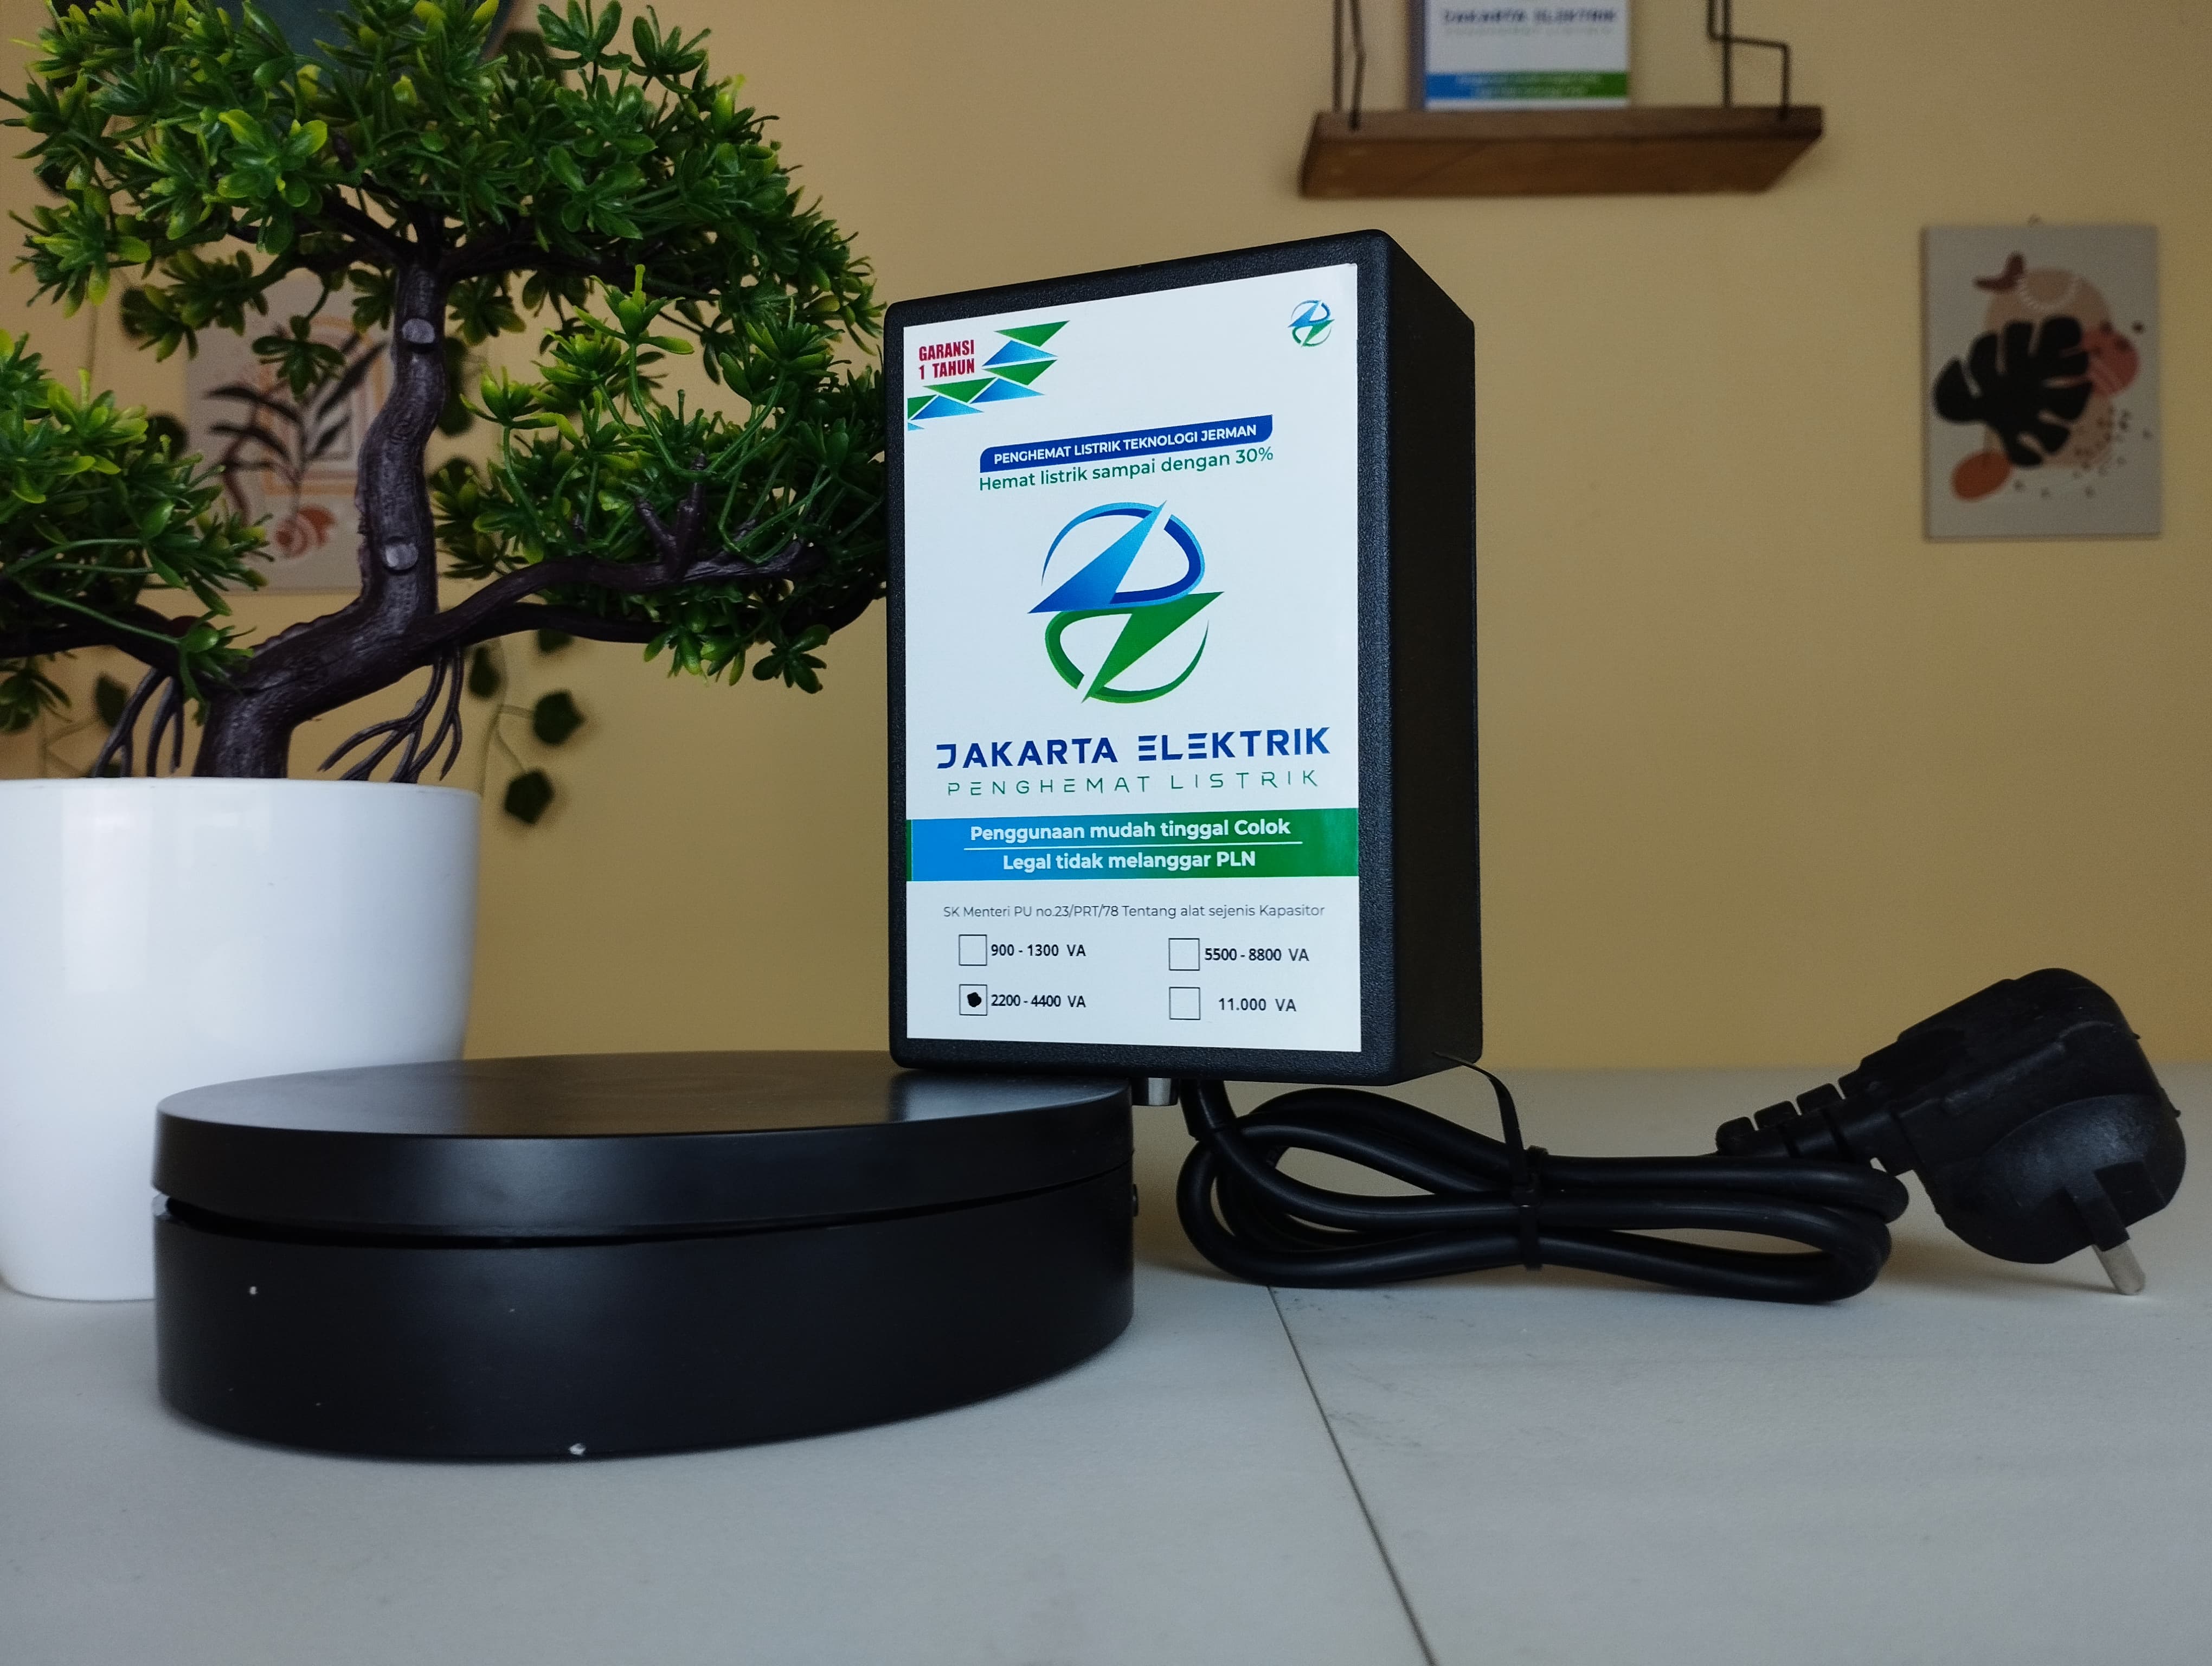 JAKARTA ELEKTRIK
GARANSI
1 TAHUN
PENGHEMAT LISTRIK TEKNOLOGI JERMAN
Hemat listrik sampai dengan 30%
JAKARTA ELEKTRIK
PENGHEMAT LISTRIK
Penggunaan mudah tinggal Colok
Legal tidak melanggar PLN
SK Menteri PU no.23/PRT/78 Tentang alat sejenis Kapasitor
900 - 1300 VA
5500 - 8800 VA
2200 - 4400 VA
11.000 VA